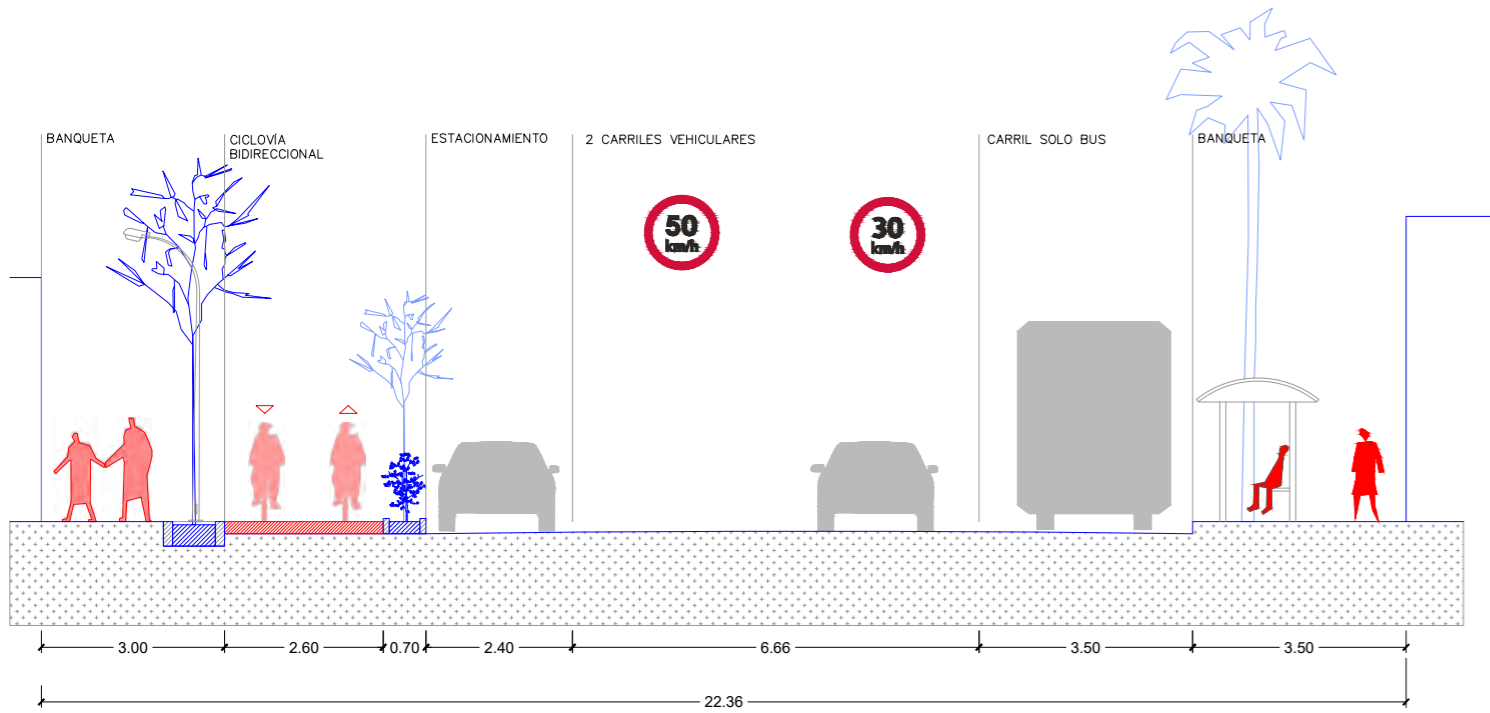 BANQUETA
CICLOVÍA
BIDIRECCIONAL
ESTACIONAMIENTO
2 CARRILES VEHICULARES
CARRIL SOLO BUS
BANQUETA
50
km/h
30
km/h
3.00
2.60
0.70
2.40
6.66
3.50
3.50
22.36